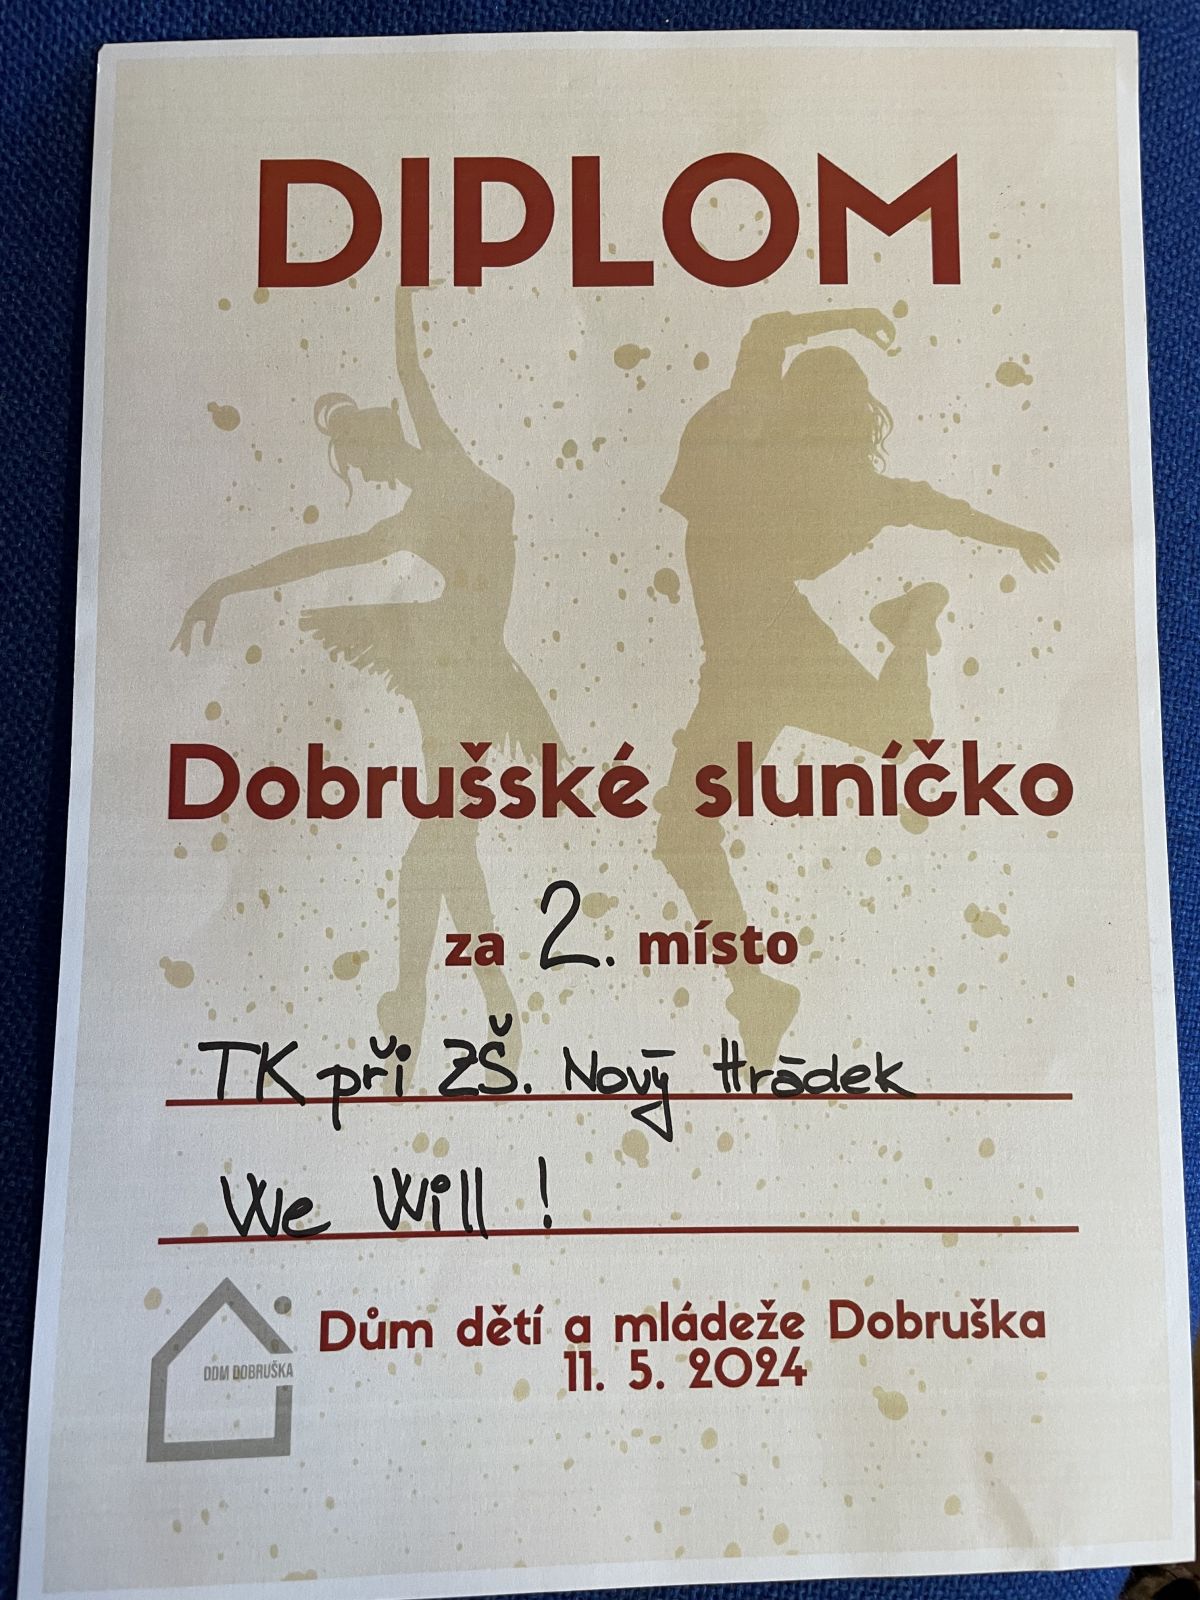 DIPLOM
Dobrušské sluníčko
za 2. místo
TK při ZŠ. Nový Hrádek
We Will !
DDM DOBRUŠKA
Dům dětí a mládeže Dobruška
11. 5. 2024